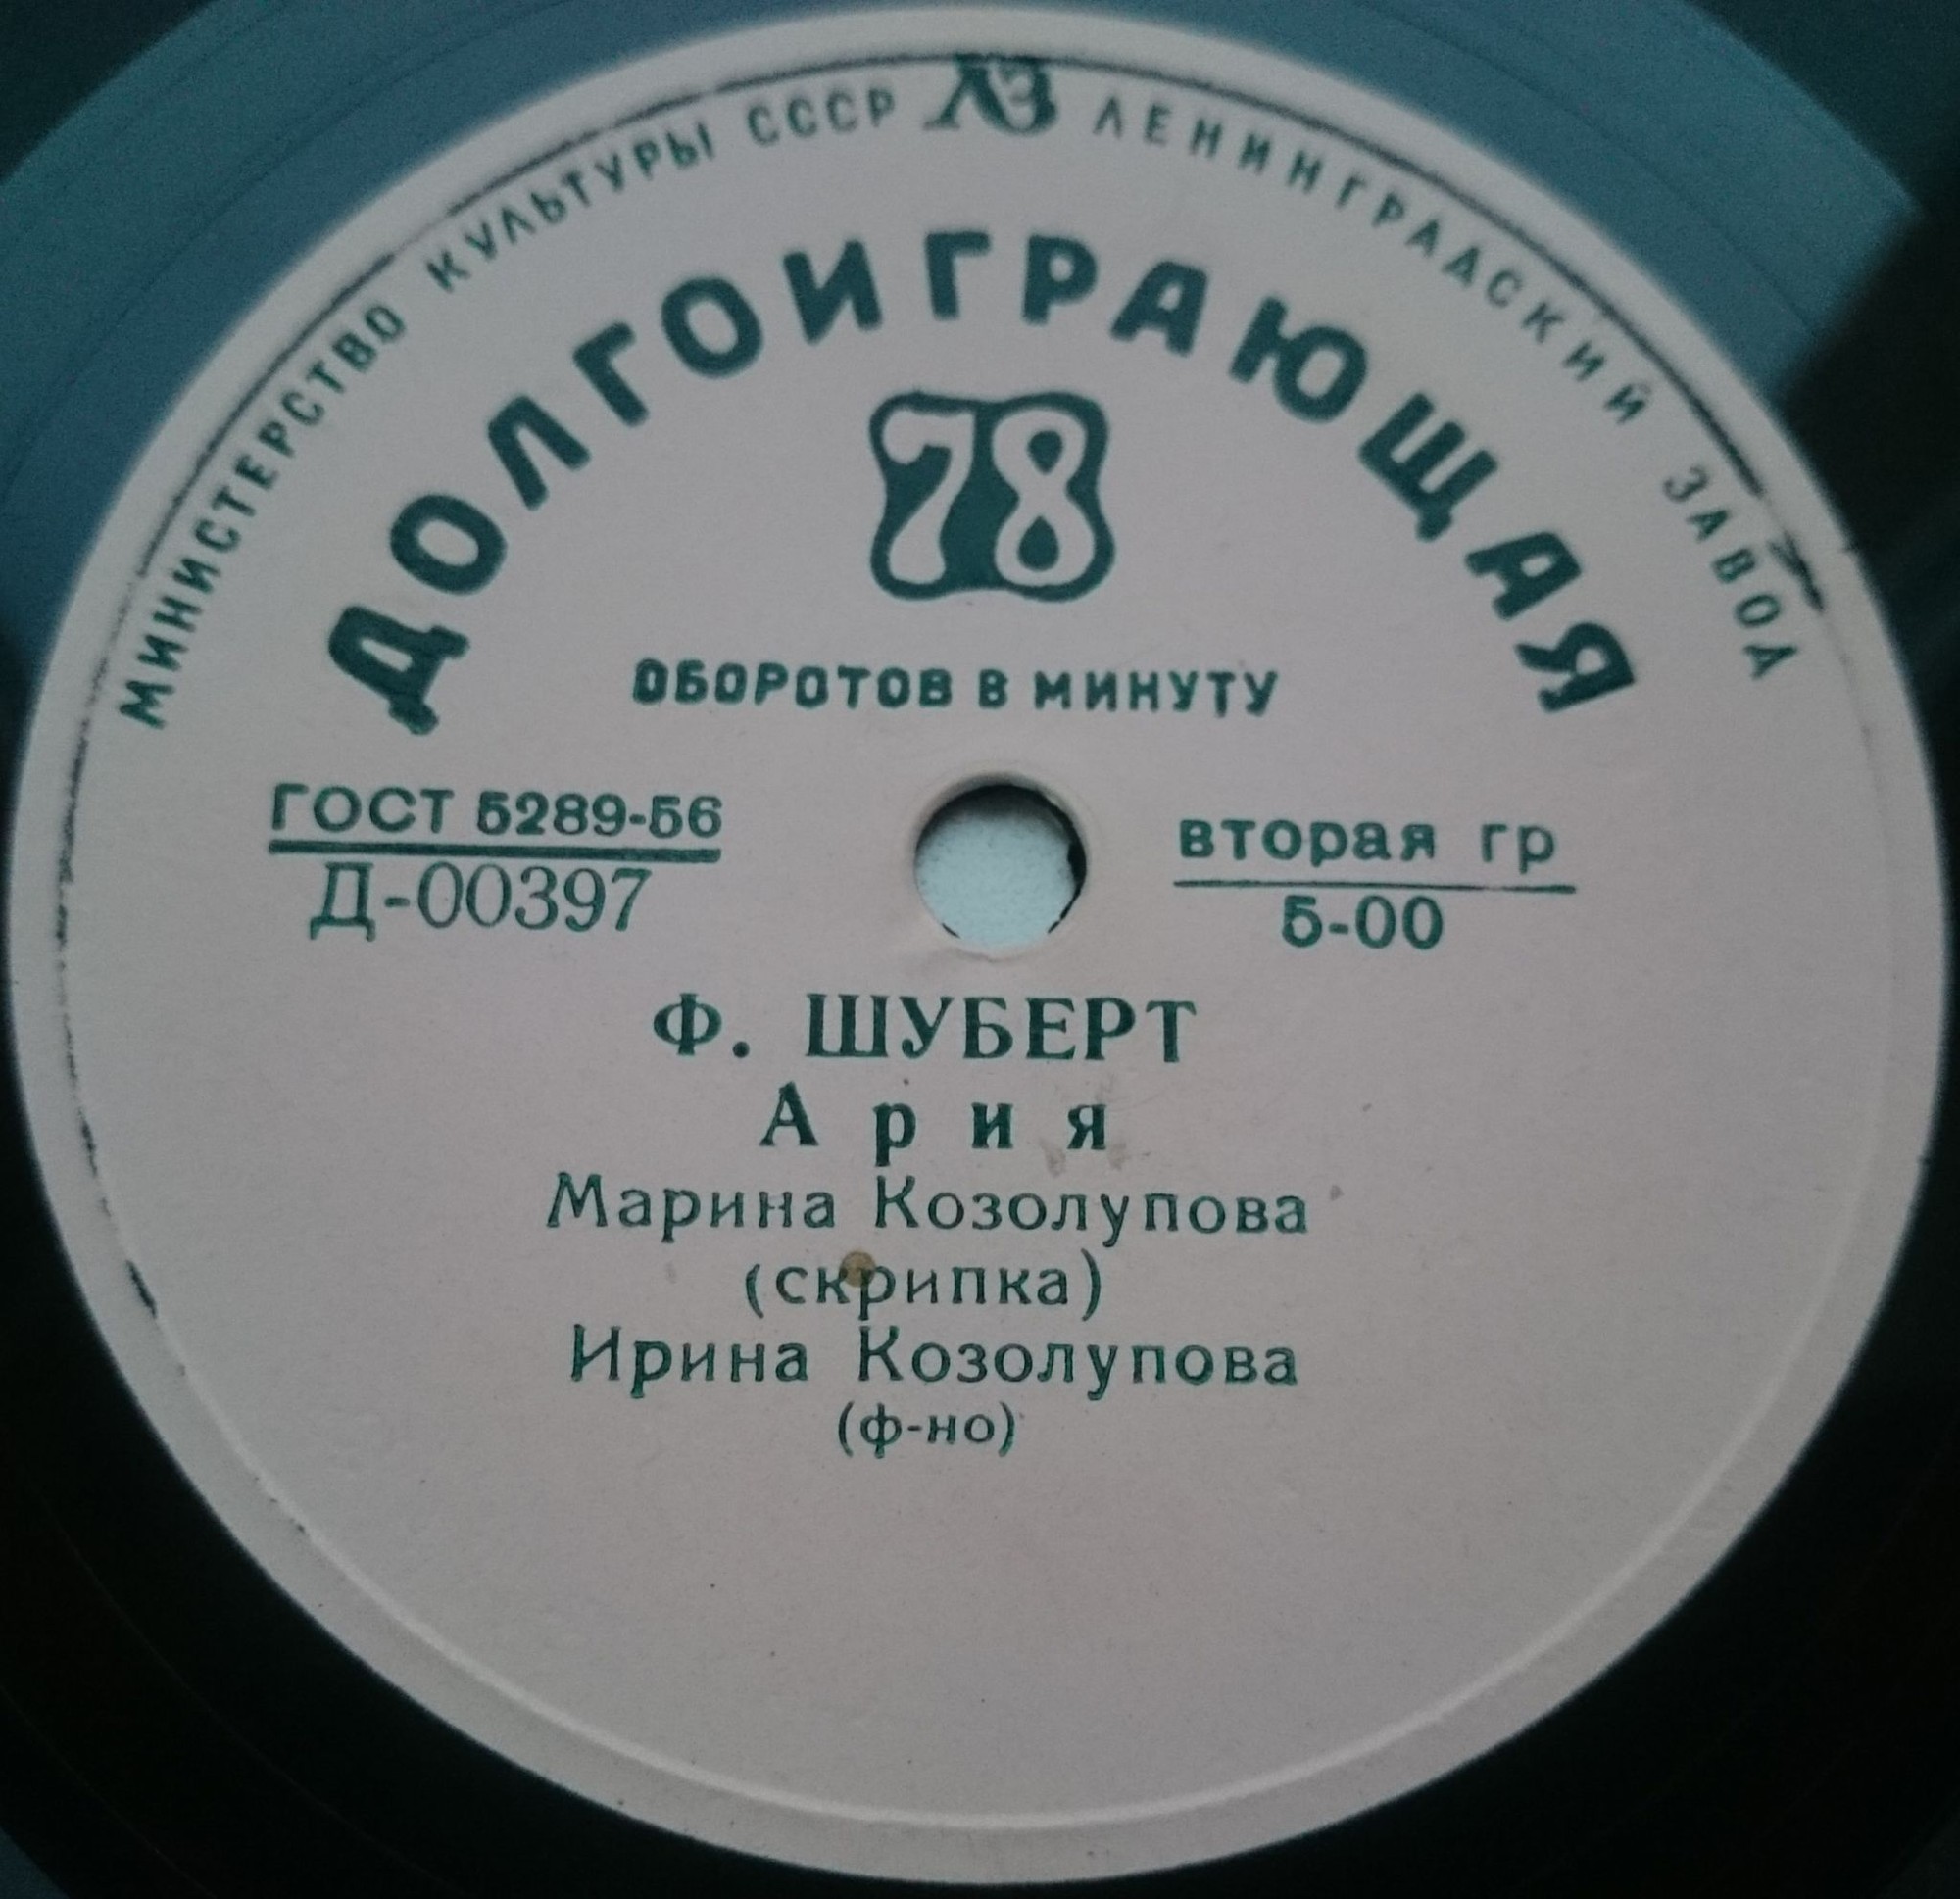 МИНИСТЕРСТВО КУЛЬТУРЫ СССР ЛЗ ЛЕНИНГРАДСКИЙ ЗАВОД
ДОЛГОИГРАЮЩАЯ
78
ОБОРОТОВ В МИНУТУ
ГОСТ 5289-56
Д-00397
вторая гр
5-00
Ф. ШУБЕРТ
Ария
Марина Козолупова
(скрипка)
Ирина Козолупова
(ф-но)